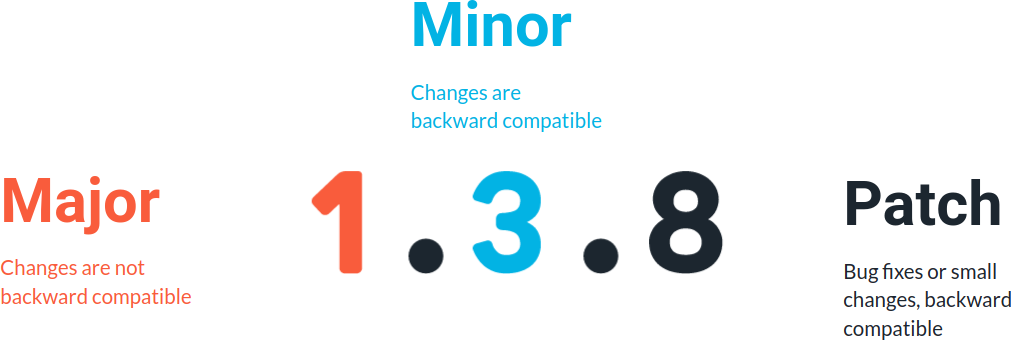 Minor
Changes are
backward compatible
Major
Changes are not
backward compatible
1.3.8
Patch
Bug fixes or small
changes, backward
compatible